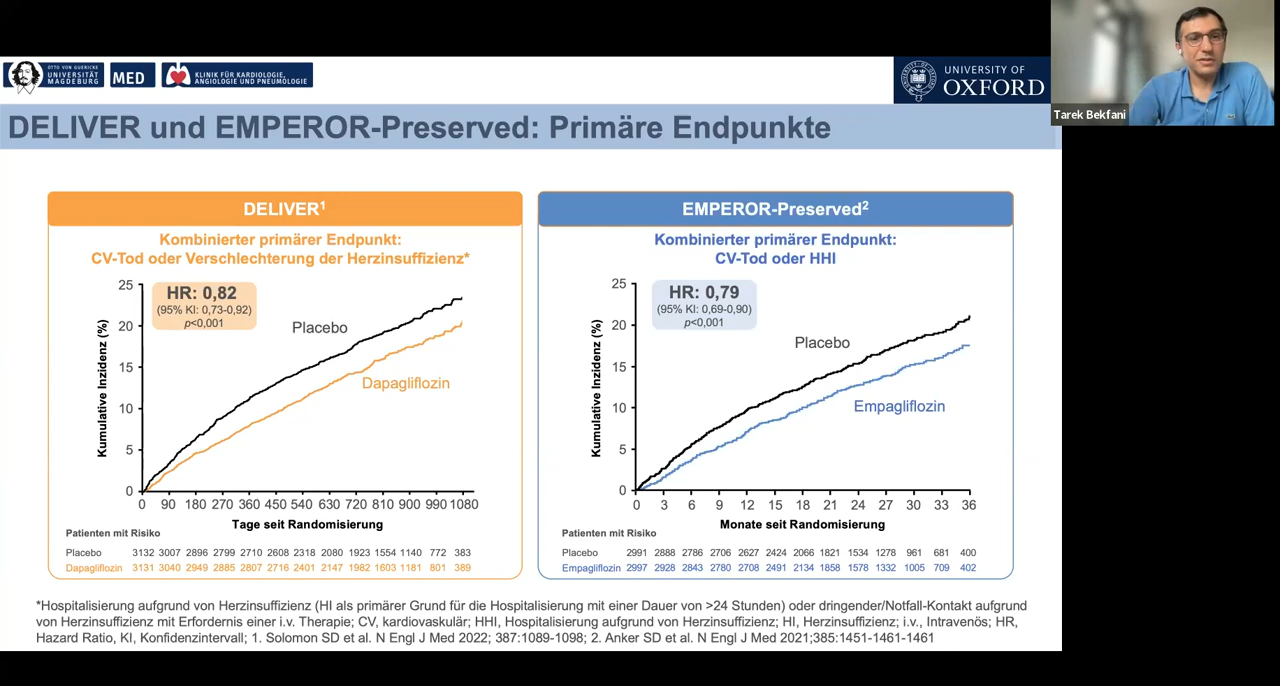 OTTO VON GUERICKE
UNIVERSITÄT
MAGDEBURG
MED
KLINIK FÜR KARDIOLOGIE,
ANGIOLOGIE UND PNEUMOLOGIE
UNIVERSITY OF
OXFORD
Tarek Bekfani
DELIVER und EMPEROR-Preserved: Primäre Endpunkte
DELIVER¹
Kombinierter primärer Endpunkt:
CV-Tod oder Verschlechterung der Herzinsuffizienz*
HR: 0,82
(95% KI: 0,73-0,92)
p<0,001
Placebo
Dapagliflozin
Kumulative Inzidenz (%)
25
20
15
10
5
0
0 90 180 270 360 450 540 630 720 810 900 990 1080
Tage seit Randomisierung
Patienten mit Risiko
Placebo 3132 3007 2896 2799 2710 2608 2318 2080 1923 1554 1140 772 383
Dapagliflozin 3131 3040 2949 2885 2807 2716 2401 2147 1982 1603 1181 801 389
EMPEROR-Preserved²
Kombinierter primärer Endpunkt:
CV-Tod oder HHI
HR: 0,79
(95% KI: 0,69-0,90)
p<0,001
Placebo
Empagliflozin
Kumulative Inzidenz (%)
25
20
15
10
5
0
0 3 6 9 12 15 18 21 24 27 30 33 36
Monate seit Randomisierung
Patienten mit Risiko
Placebo 2991 2888 2786 2706 2627 2424 2066 1821 1534 1278 961 681 400
Empagliflozin 2997 2928 2843 2780 2708 2491 2134 1858 1578 1332 1005 709 402
*Hospitalisierung aufgrund von Herzinsuffizienz (HI als primärer Grund für die Hospitalisierung mit einer Dauer von >24 Stunden) oder dringender/Notfall-Kontakt aufgrund
von Herzinsuffizienz mit Erfordernis einer i.v. Therapie; CV, kardiovaskulär; HHI, Hospitalisierung aufgrund von Herzinsuffizienz; HI, Herzinsuffizienz; i.v., Intravenös; HR,
Hazard Ratio, KI, Konfidenzintervall; 1. Solomon SD et al. N Engl J Med 2022; 387:1089-1098; 2. Anker SD et al. N Engl J Med 2021;385:1451-1461-1461